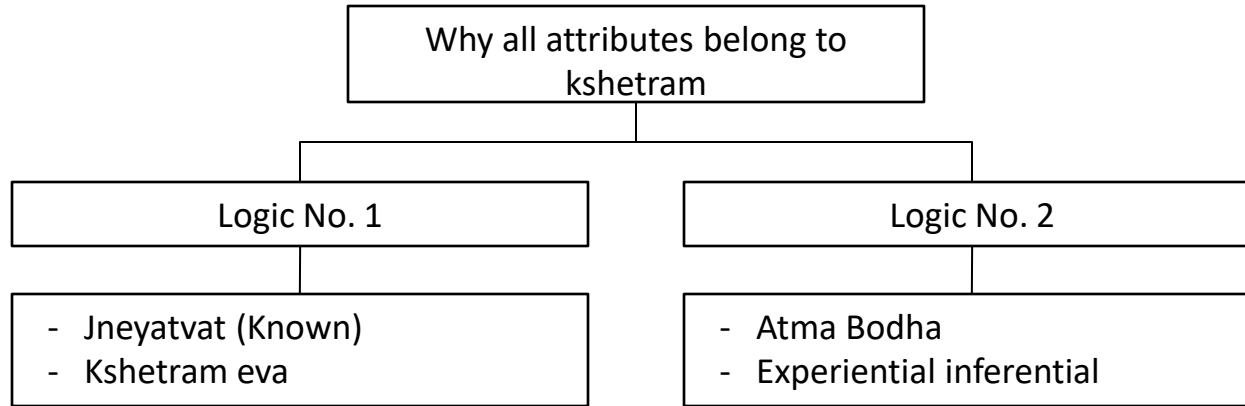 Why all attributes belong to
kshetram
Logic No. 1
Logic No. 2
- Jneyatvat (Known)
- Kshetram eva
- Atma Bodha
- Experiential inferential